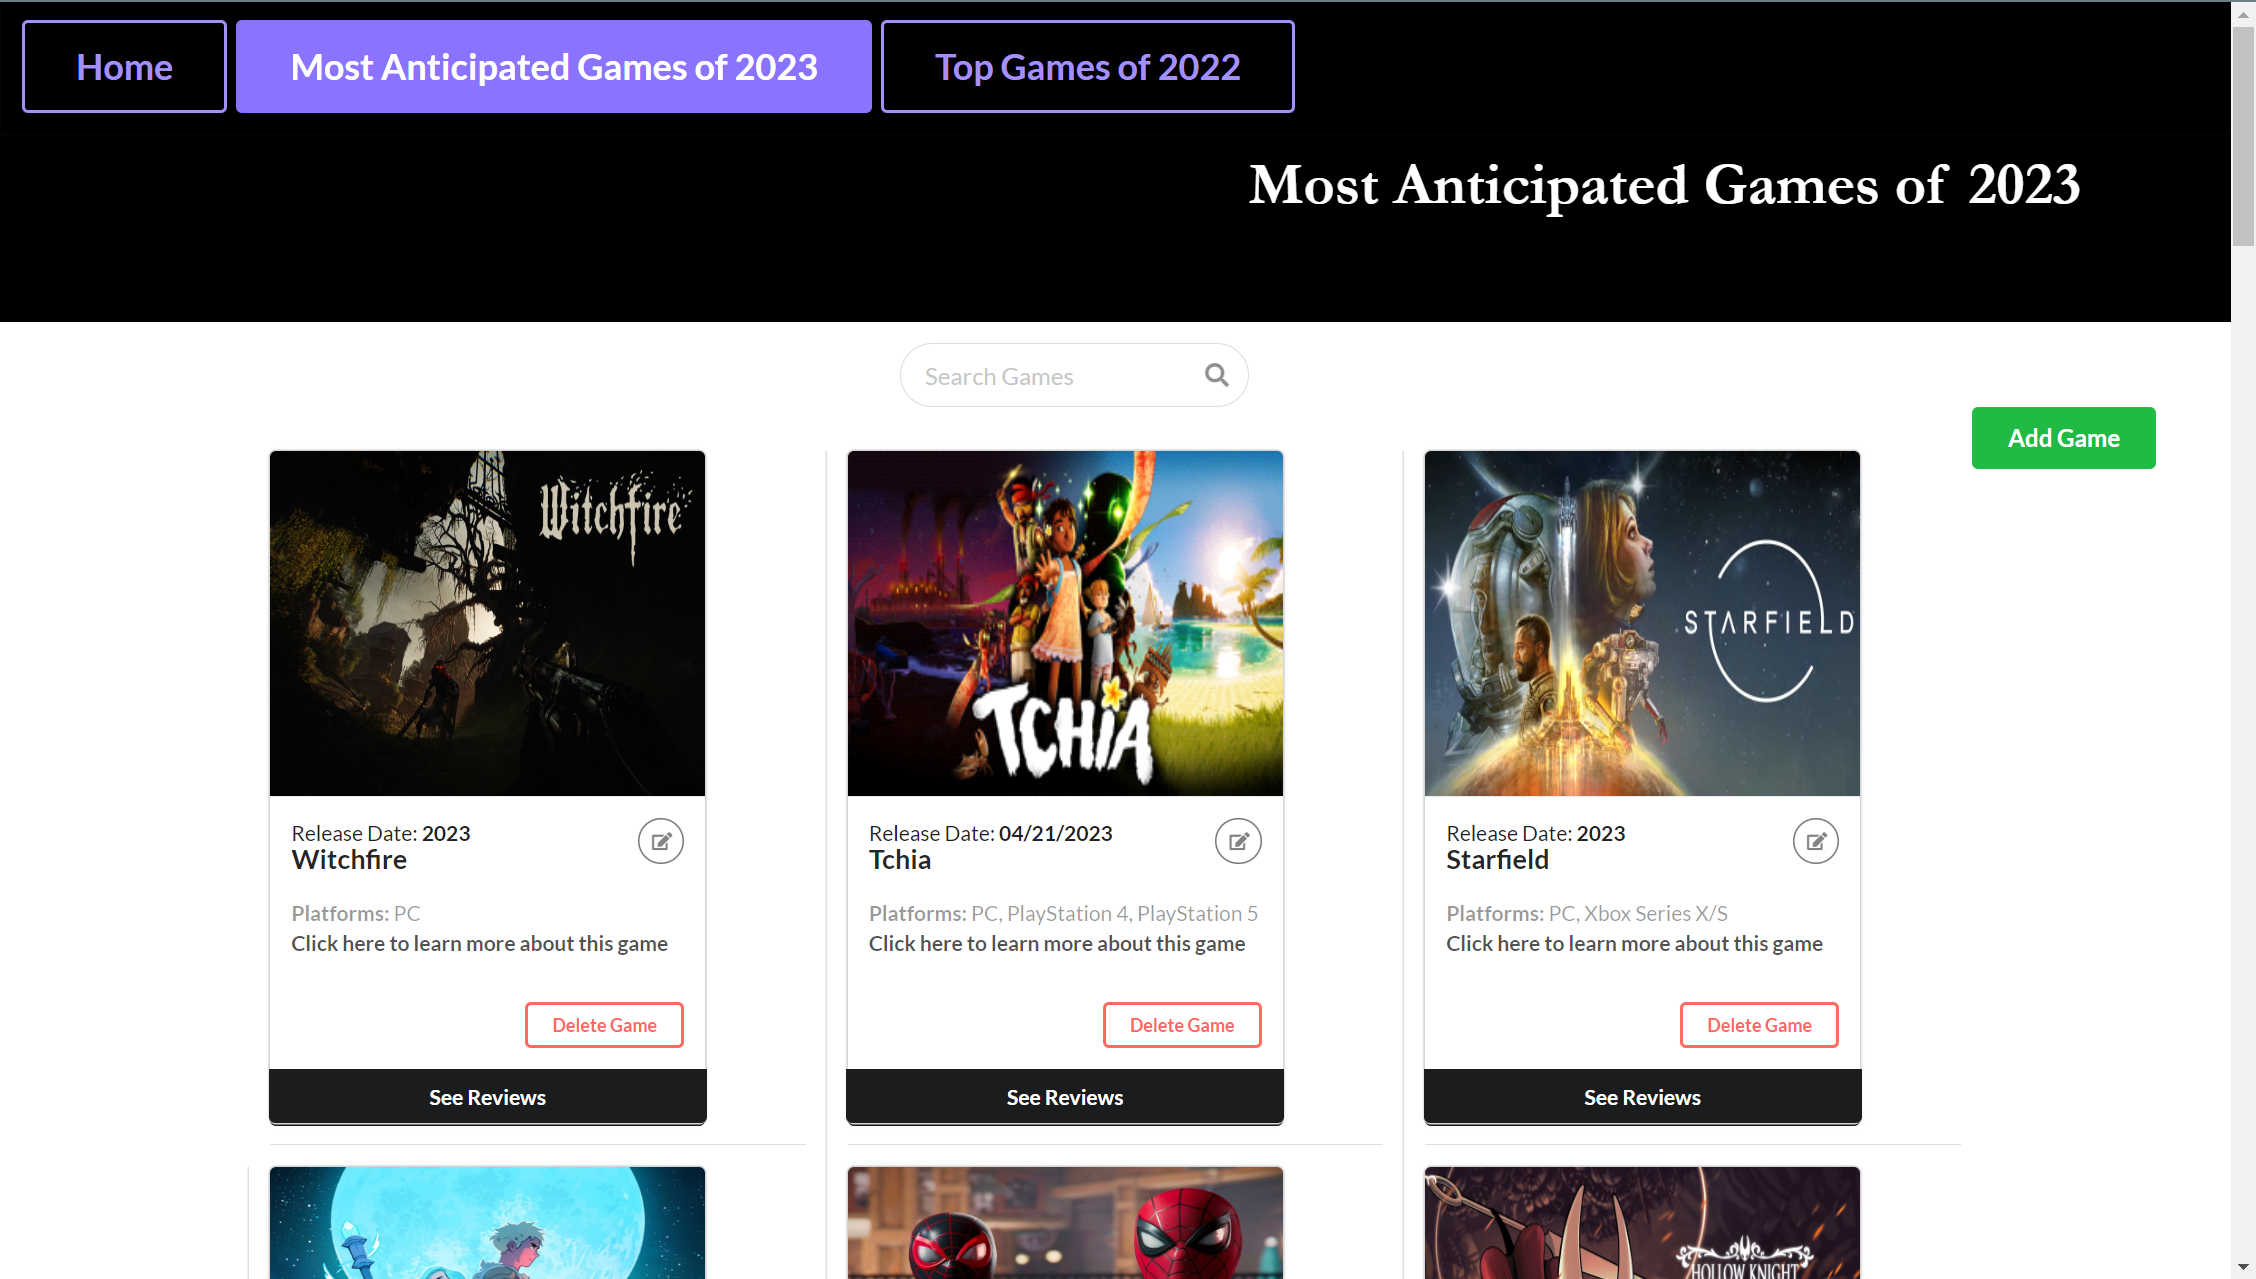 Home
Most Anticipated Games of 2023
Top Games of 2022
Most Anticipated Games of 2023
Search Games
Add Game
Witchfire
TCHIA
STARFIELD
Release Date: 2023
Witchfire
Platforms: PC
Click here to learn more about this game
Delete Game
See Reviews
Release Date: 04/21/2023
Tchia
Platforms: PC, PlayStation 4, PlayStation 5
Click here to learn more about this game
Delete Game
See Reviews
Release Date: 2023
Starfield
Platforms: PC, Xbox Series X/S
Click here to learn more about this game
Delete Game
See Reviews
HOLLOW KNIGHT